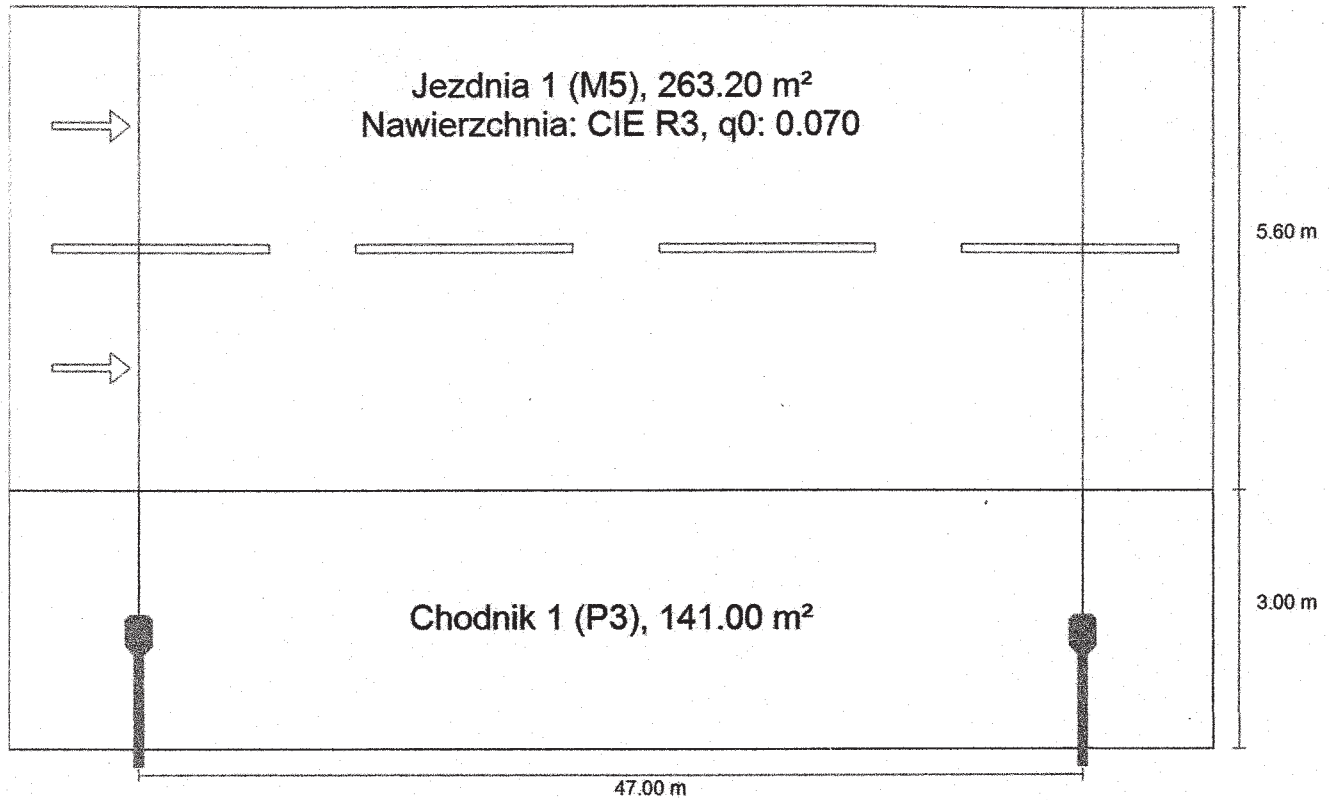 Jezdnia 1 (M5), 263.20 m²
Nawierzchnia: CIE R3, q0: 0.070
5.60 m
Chodnik 1 (P3), 141.00 m²
3.00 m
47.00 m